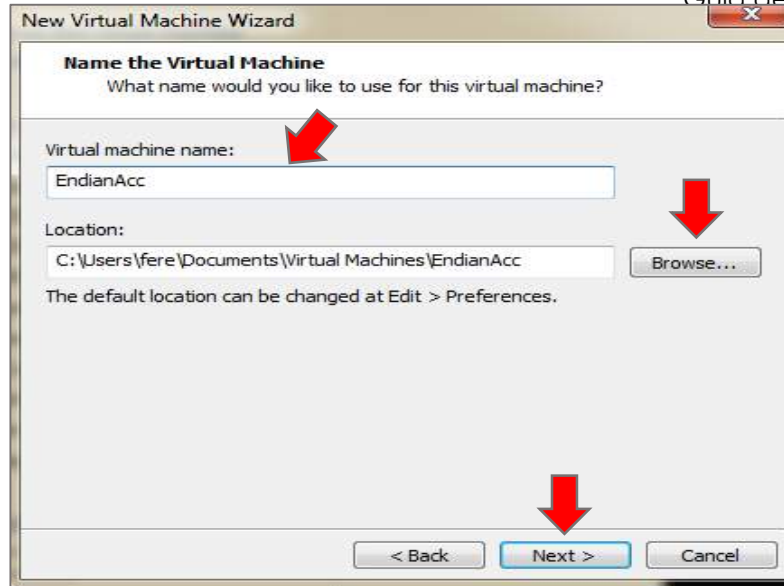 New Virtual Machine Wizard
Name the Virtual Machine
What name would you like to use for this virtual machine?
Virtual machine name:
EndianAcc
Location:
C:\Users\fere\Documents\Virtual Machines\EndianAcc
Browse...
The default location can be changed at Edit > Preferences.
< Back
Next >
Cancel